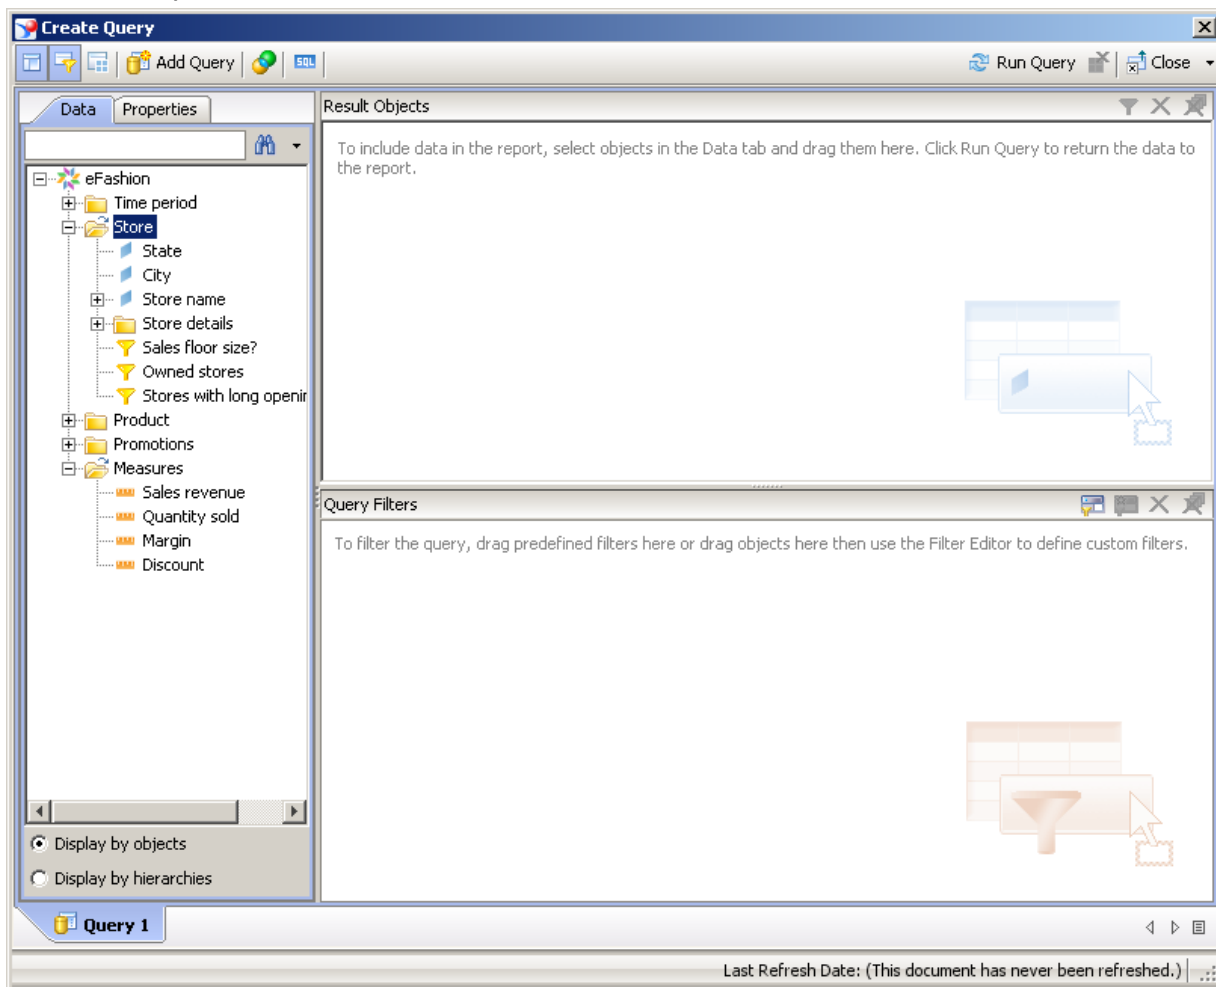 Create Query
Add Query
SQL
Run Query
Close
Data
Properties
Result Objects
To include data in the report, select objects in the Data tab and drag them here. Click Run Query to return the data to
the report.
eFashion
Time period
Store
State
City
Store name
Store details
Sales floor size?
Owned stores
Stores with long openin
Product
Promotions
Measures
Sales revenue
Quantity sold
Margin
Discount
Query Filters
To filter the query, drag predefined filters here or drag objects here then use the Filter Editor to define custom filters.
Display by objects
Display by hierarchies
Query 1
Last Refresh Date: (This document has never been refreshed.)